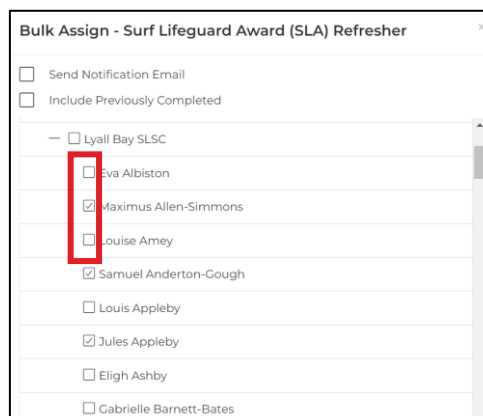 Bulk Assign - Surf Lifeguard Award (SLA) Refresher
Send Notification Email
Include Previously Completed
Lyall Bay SLSC
Eva Albiston
Maximus Allen-Simmons
Louise Amey
Samuel Anderton-Gough
Louis Appleby
Jules Appleby
Eligh Ashby
Gabrielle Barnett-Bates